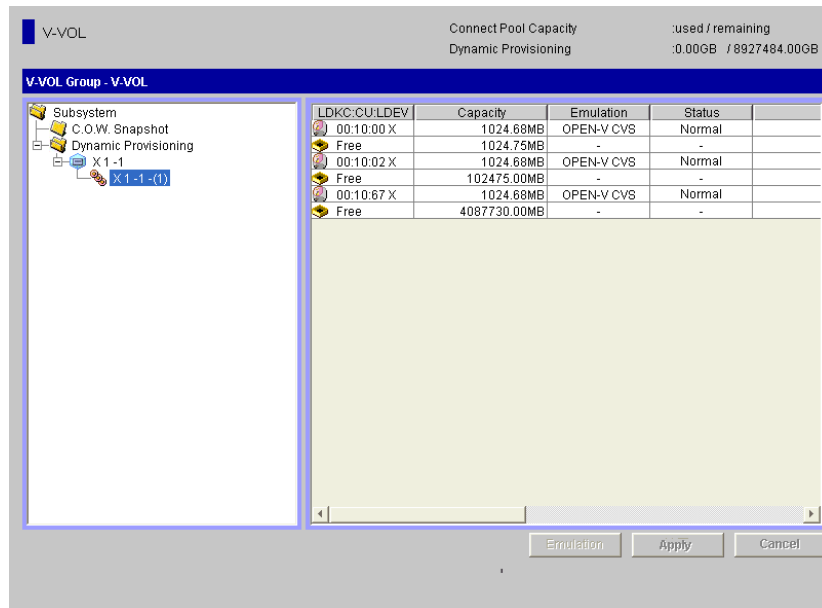 V-VOL
Connect Pool Capacity :used / remaining
Dynamic Provisioning :0.00GB / 8927484.00GB
V-VOL Group - V-VOL
Subsystem
C.O.W. Snapshot
Dynamic Provisioning
X 1 -1
X 1 -1 -(1)
LDKC:CU:LDEV Capacity Emulation Status
00:10:00 X 1024.68MB OPEN-V CVS Normal
Free 1024.75MB - -
00:10:02 X 1024.68MB OPEN-V CVS Normal
Free 102475.00MB - -
00:10:67 X 1024.68MB OPEN-V CVS Normal
Free 4087730.00MB - -
Emulation Apply Cancel